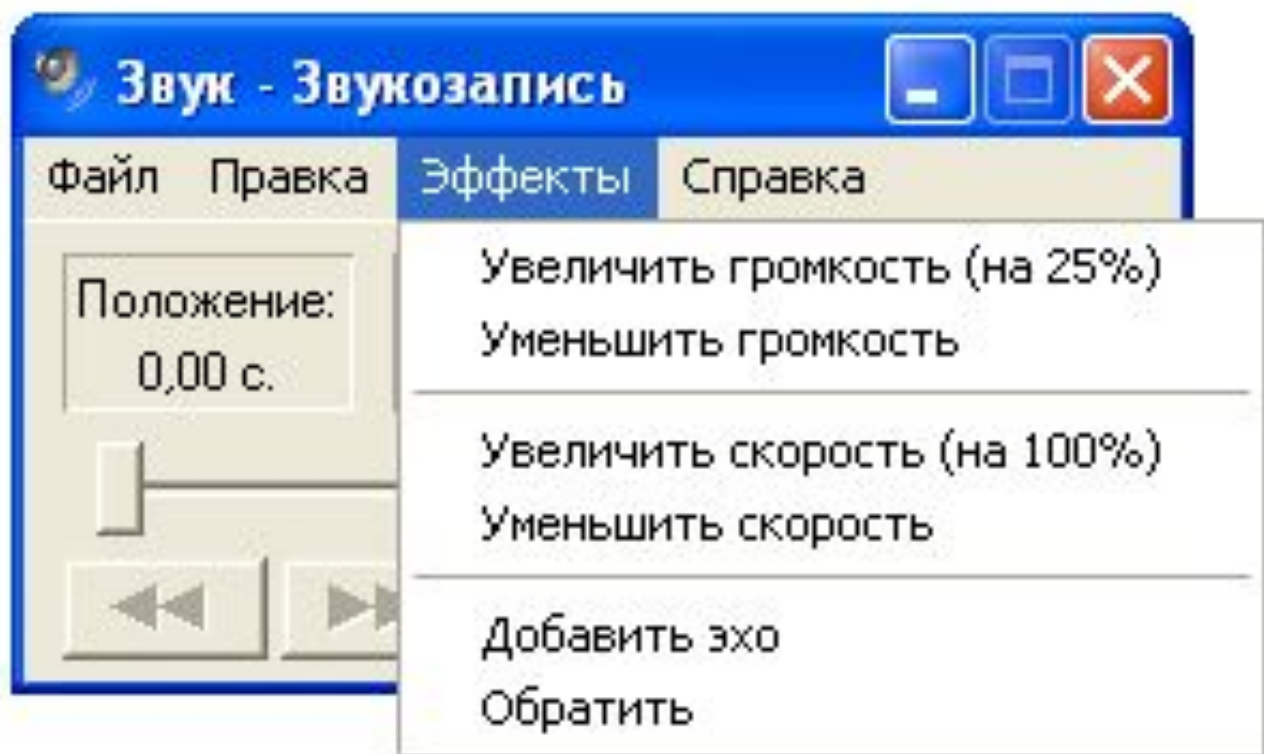 Звук - Звукозапись
Файл Правка Эффекты Справка
Положение:
0,00 с.
Увеличить громкость (на 25%)
Уменьшить громкость
Увеличить скорость (на 100%)
Уменьшить скорость
Добавить эхо
Обратить